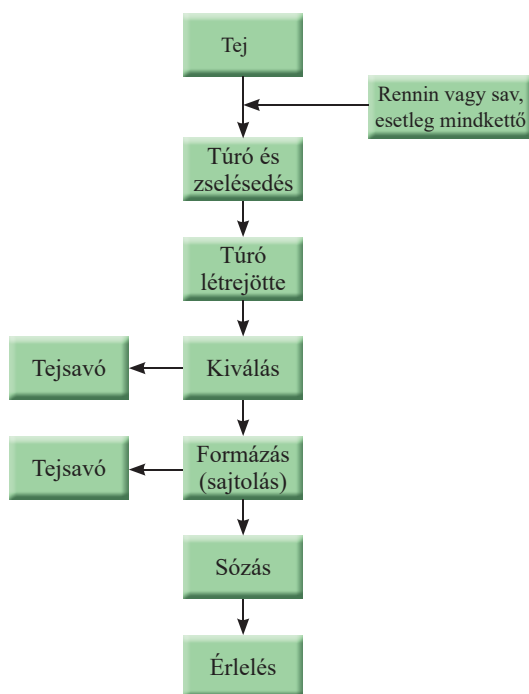 Tej
Rennin vagy sav,
esetleg mindkettő
Túró és
zselésedés
Túró
létrejötte
Tejsavó
Kiválás
Tejsavó
Formázás
(sajtolás)
Sózás
Érlelés